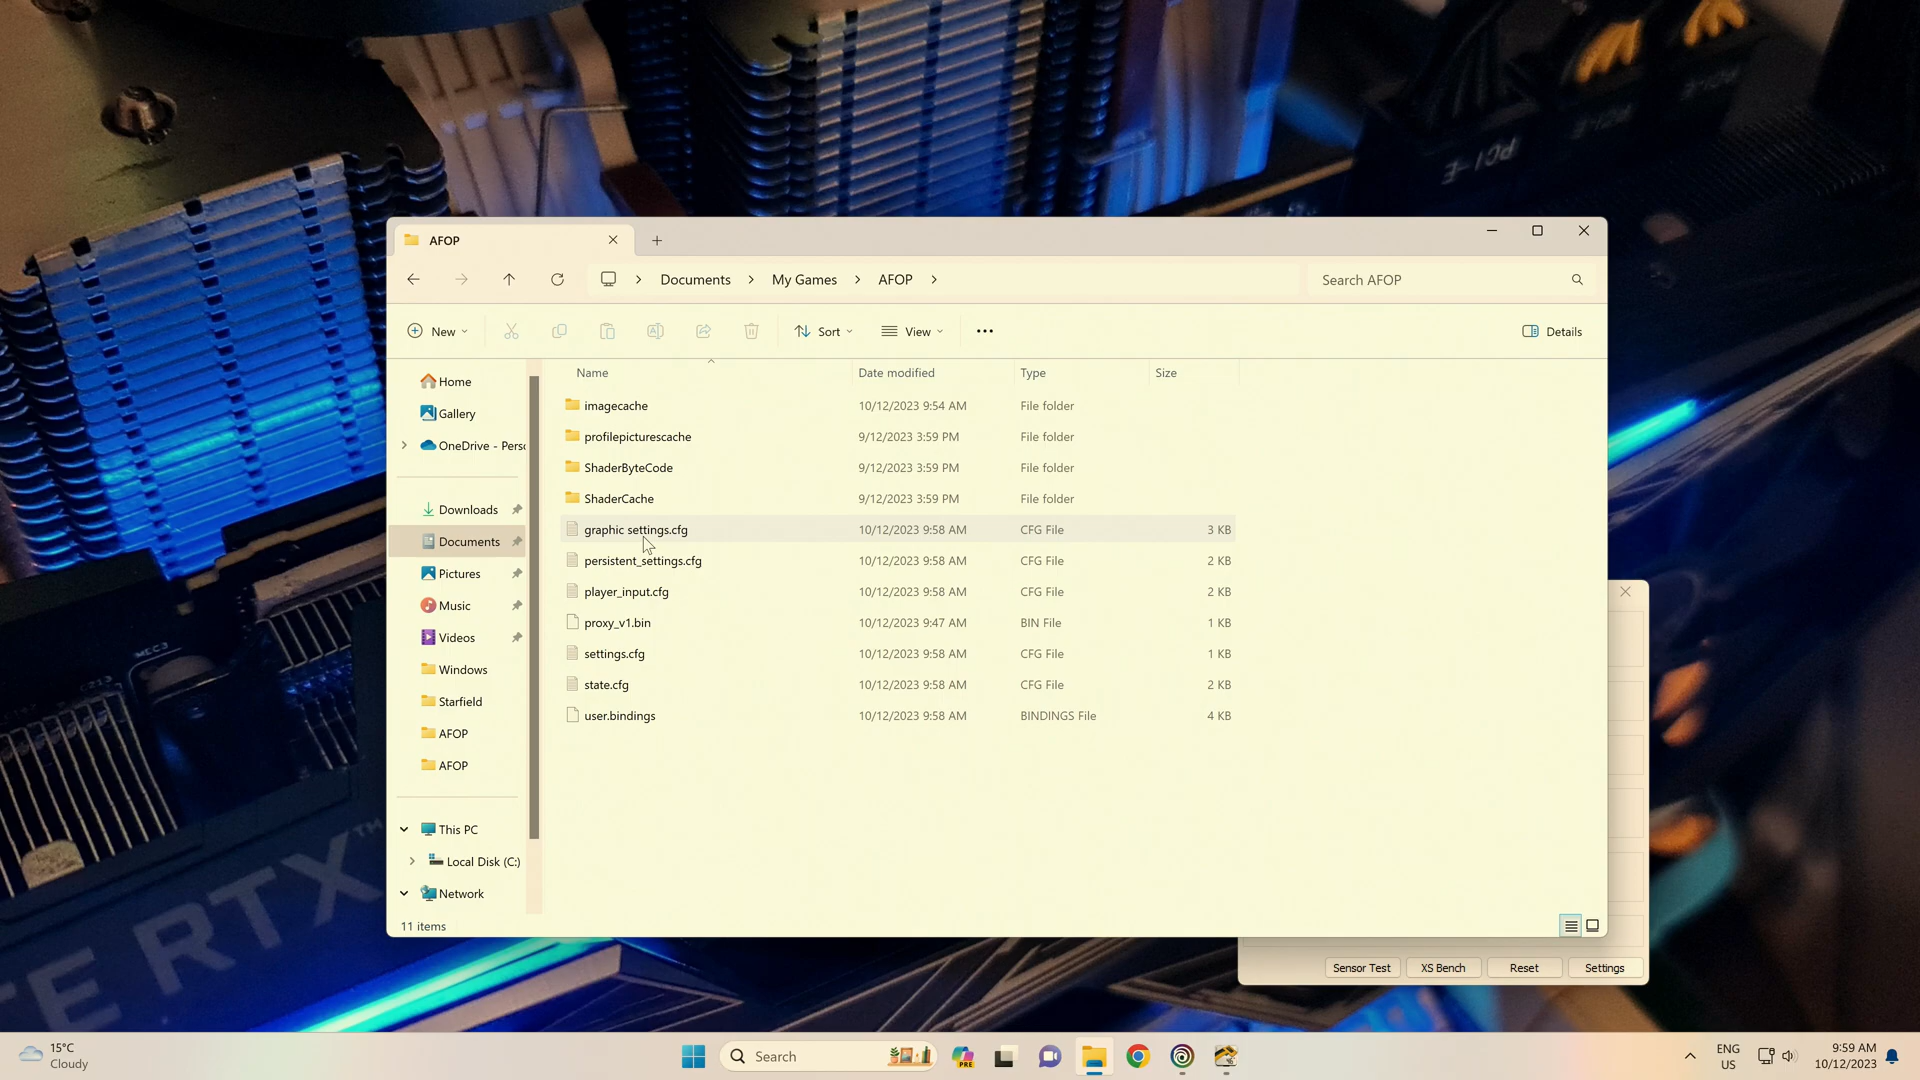 AFOP
Documents
My Games
AFOP
Search AFOP
New
Sort
View
Details
Name
Date modified
Type
Size
Home
Gallery
OneDrive - Perso
Downloads
Documents
Pictures
Music
Videos
Windows
Starfield
AFOP
AFOP
This PC
Local Disk (C:)
Network
imagecache 10/12/2023 9:54 AM File folder
profilepicturescache 9/12/2023 3:59 PM File folder
ShaderByteCode 9/12/2023 3:59 PM File folder
ShaderCache 9/12/2023 3:59 PM File folder
graphic settings.cfg 10/12/2023 9:58 AM CFG File 3 KB
persistent_settings.cfg 10/12/2023 9:58 AM CFG File 2 KB
player_input.cfg 10/12/2023 9:58 AM CFG File 2 KB
proxy_v1.bin 10/12/2023 9:47 AM BIN File 1 KB
settings.cfg 10/12/2023 9:58 AM CFG File 1 KB
state.cfg 10/12/2023 9:58 AM CFG File 2 KB
user.bindings 10/12/2023 9:58 AM BINDINGS File 4 KB
11 items
Sensor Test
XS Bench
Reset
Settings
PCI-E
MEC3
C213
TE RTX™
15°C
Cloudy
Search
PRE
ENG
US
9:59 AM
10/12/2023